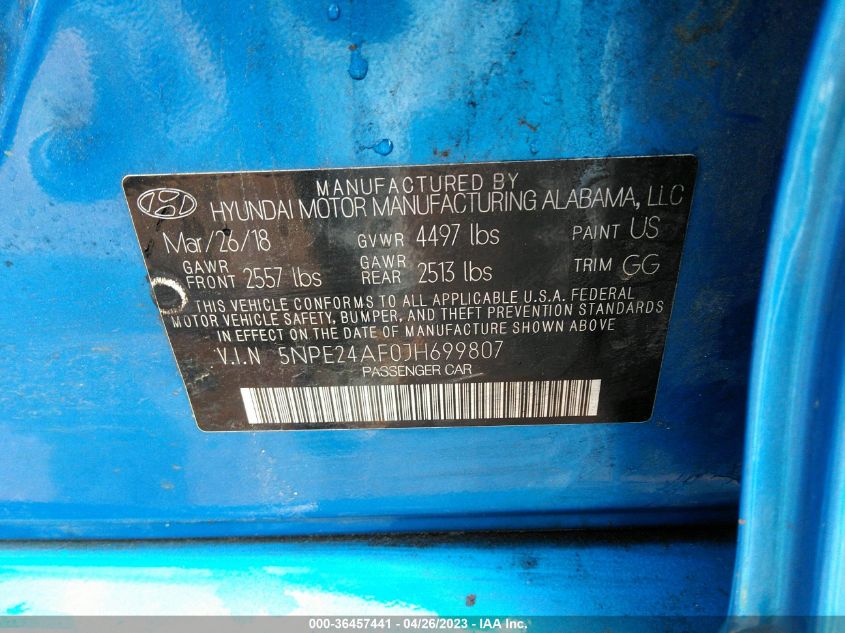 MANUFACTURED BY
HYUNDAI MOTOR MANUFACTURING ALABAMA, LLC
Mar/26/18 GVWR 4497 lbs PAINT US
GAWR FRONT 2557 lbs GAWR REAR 2513 lbs TRIM GG
THIS VEHICLE CONFORMS TO ALL APPLICABLE U.S.A. FEDERAL
MOTOR VEHICLE SAFETY, BUMPER, AND THEFT PREVENTION STANDARDS
IN EFFECT ON THE DATE OF MANUFACTURE SHOWN ABOVE
V.I.N 5NPE24AF0JH699807
PASSENGER CAR
000-36457441 - 04/26/2023 - IAA Inc.